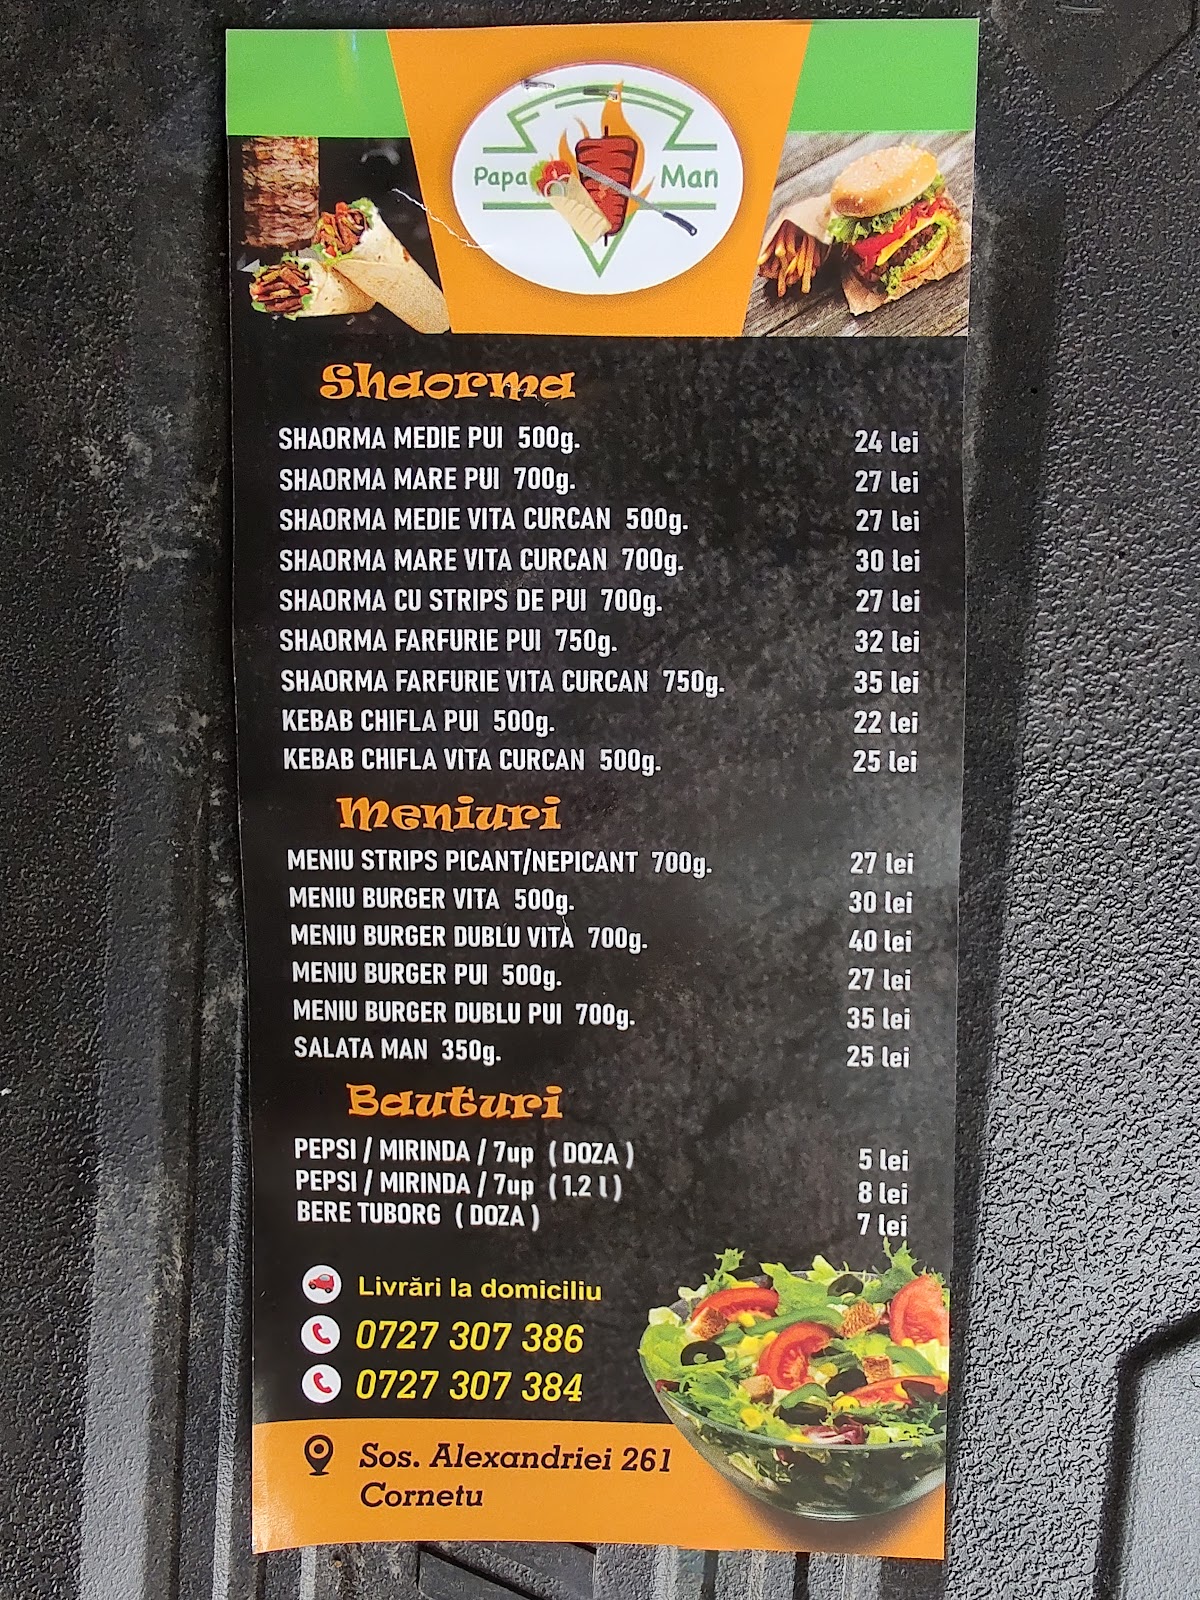 Papa Man
Shaorma
SHAORMA MEDIE PUI 500g. 24 lei
SHAORMA MARE PUI 700g. 27 lei
SHAORMA MEDIE VITA CURCAN 500g. 27 lei
SHAORMA MARE VITA CURCAN 700g. 30 lei
SHAORMA CU STRIPS DE PUI 700g. 27 lei
SHAORMA FARFURIE PUI 750g. 32 lei
SHAORMA FARFURIE VITA CURCAN 750g. 35 lei
KEBAB CHIFLA PUI 500g. 22 lei
KEBAB CHIFLA VITA CURCAN 500g. 25 lei
Meniuri
MENIU STRIPS PICANT/NEPICANT 700g. 27 lei
MENIU BURGER VITA 500g. 30 lei
MENIU BURGER DUBLU VITA 700g. 40 lei
MENIU BURGER PUI 500g. 27 lei
MENIU BURGER DUBLU PUI 700g. 35 lei
SALATA MAN 350g. 25 lei
Bauturi
PEPSI / MIRINDA / 7up ( DOZA ) 5 lei
PEPSI / MIRINDA / 7up ( 1.2 l ) 8 lei
BERE TUBORG ( DOZA ) 7 lei
Livrări la domiciliu
0727 307 386
0727 307 384
Sos. Alexandriei 261
Cornetu